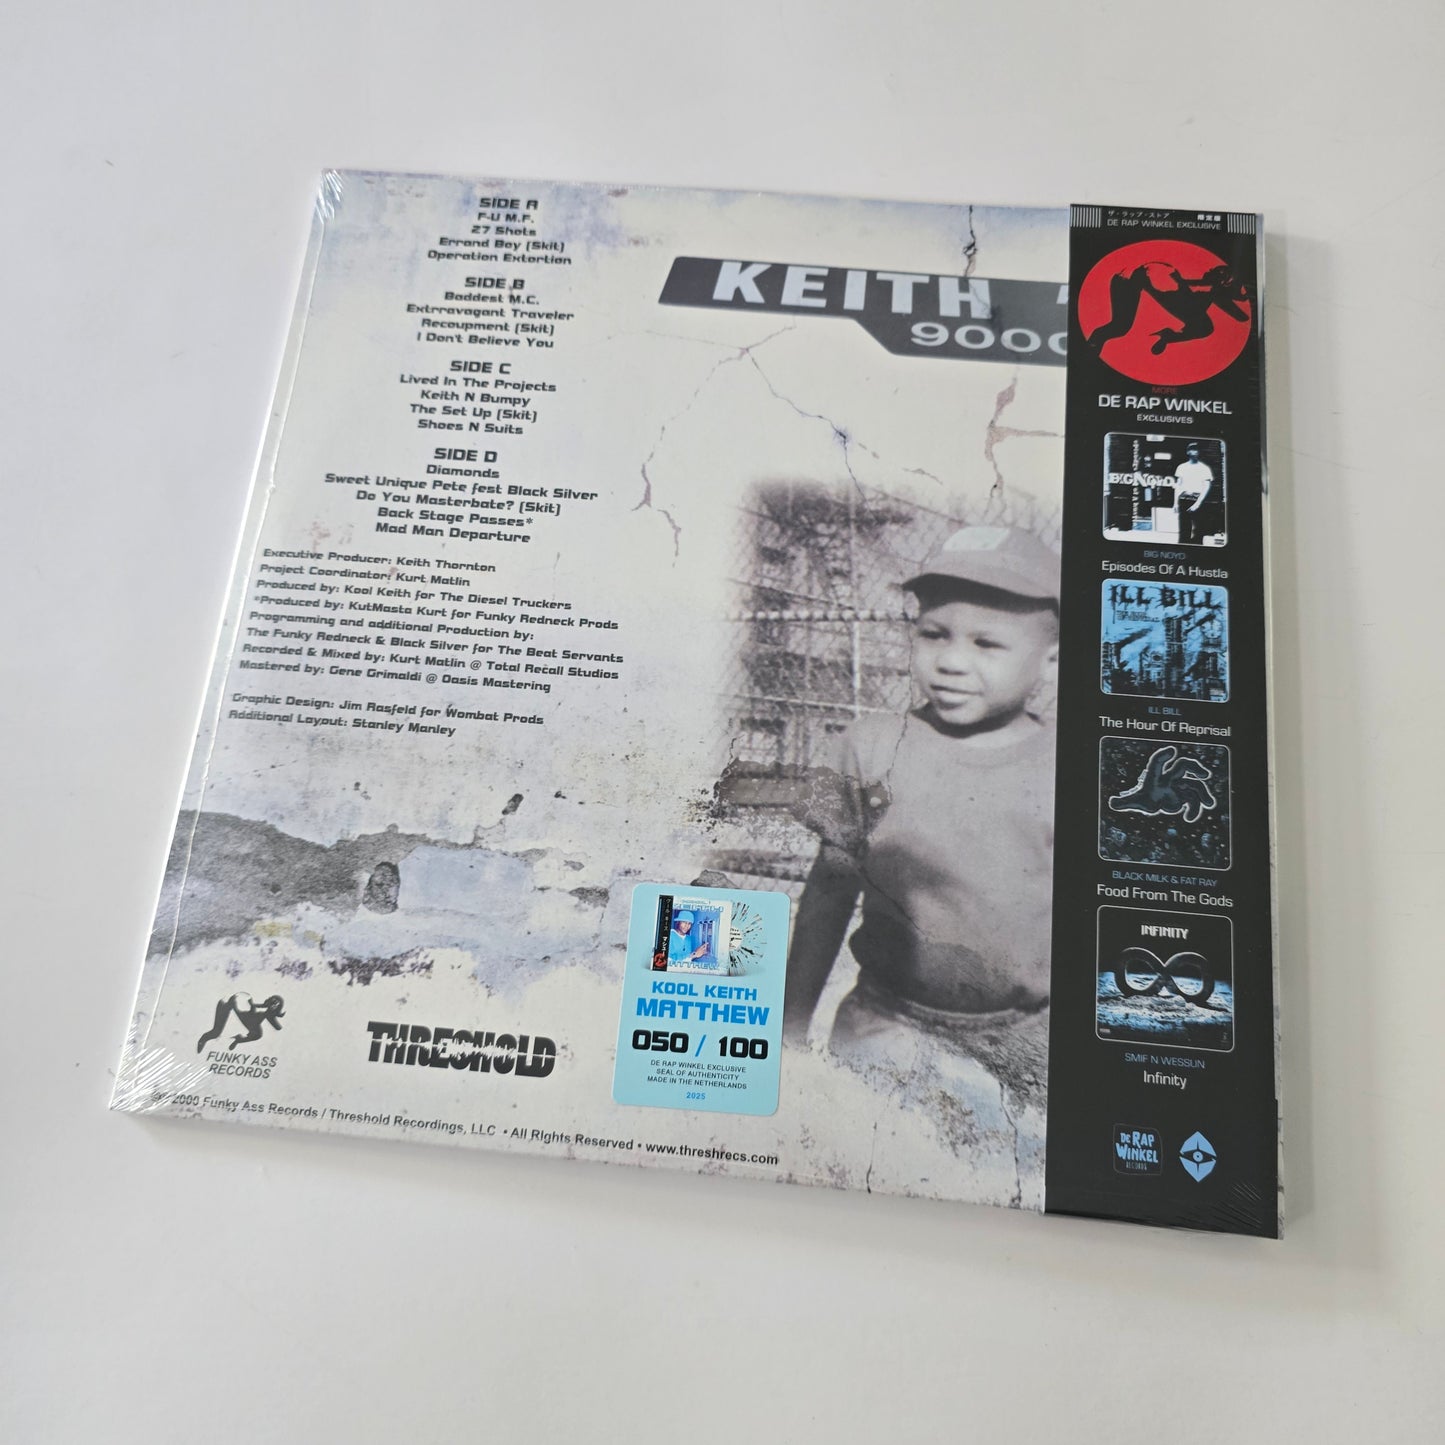 SIDE A
F-U M.F.
27 Shots
Errand Boy (Skit)
Operation Extortion
SIDE B
Baddest M.C.
Extrravagant Traveler
Recoupment (Skit)
I Don't Believe You
SIDE C
Lived In The Projects
Keith N Bumpy
The Set Up (Skit)
Shoes N Suits
SIDE D
Diamonds
Sweet Unique Pete fest Black Silver
Do You Masterbate? (Skit)
Back Stage Passes*
Mad Man Departure
Executive Producer: Keith Thornton
Project Coordinator: Kurt Matlin
Produced by: Kool Keith for The Diesel Truckers
*Produced by: KutMasta Kurt for Funky Redneck Prods
Programming and additional Production by:
The Funky Redneck & Black Silver for The Beat Servants
Recorded & Mixed by: Kurt Matlin @ Total Recall Studios
Mastered by: Gene Grimaldi @ Oasis Mastering
Graphic Design: Jim Rasfeld for Wombat Prods
Additional Layout: Stanley Manley
KEITH
9000
FUNKY ASS
RECORDS
THRESHOLD
2000 Funky Ass Records / Threshold Recordings, LLC • All Rights Reserved • www.threshrecs.com
KOOL KEITH
MATTHEW
050 / 100
DE RAP WINKEL EXCLUSIVE
SEAL OF AUTHENTICITY
MADE IN THE NETHERLANDS
2025
ザ・ラップ・ストア 限定版
DE RAP WINKEL EXCLUSIVE
MORE
DE RAP WINKEL
EXCLUSIVES
BIG NOYD
BIG NOYD
Episodes Of A Hustla
ILL BILL
ILL BILL
The Hour Of Reprisal
BLACK MILK & FAT RAY
Food From The Gods
INFINITY
SMIF N WESSUN
Infinity
DE RAP
WINKEL
RECORDS